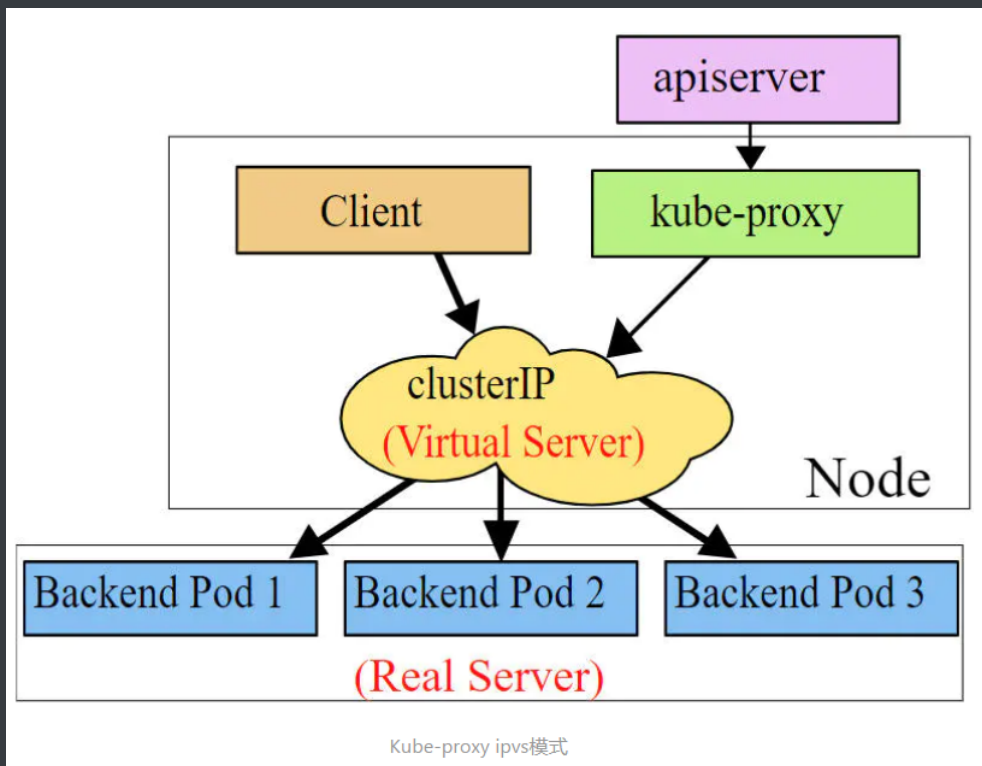 apiserver
Client
kube-proxy
clusterIP
(Virtual Server)
Node
Backend Pod 1
Backend Pod 2
Backend Pod 3
(Real Server)
Kube-proxy ipvs模式